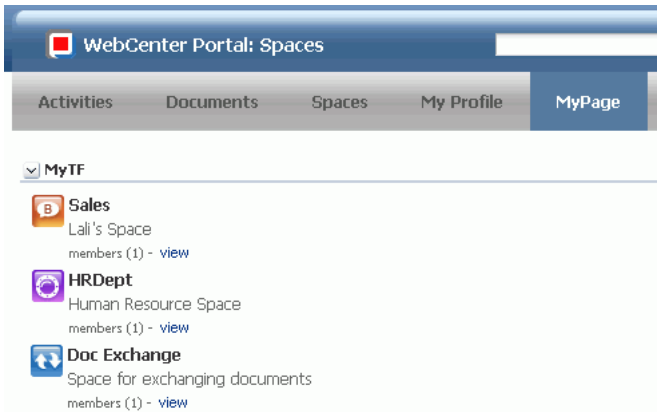 WebCenter Portal: Spaces
Activities Documents Spaces My Profile MyPage
MyTF
B
Sales
Lali's Space
members (1) - view
HRDept
Human Resource Space
members (1) - view
Doc Exchange
Space for exchanging documents
members (1) - view